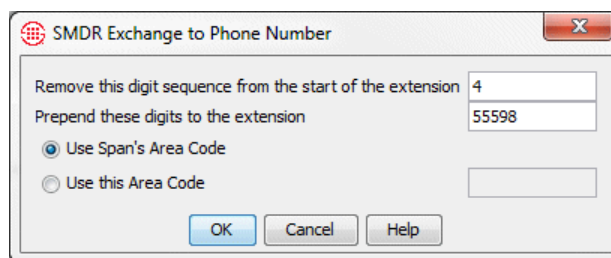 SMDR Exchange to Phone Number
Remove this digit sequence from the start of the extension 4
Prepend these digits to the extension 55598
Use Span's Area Code
Use this Area Code
OK Cancel Help